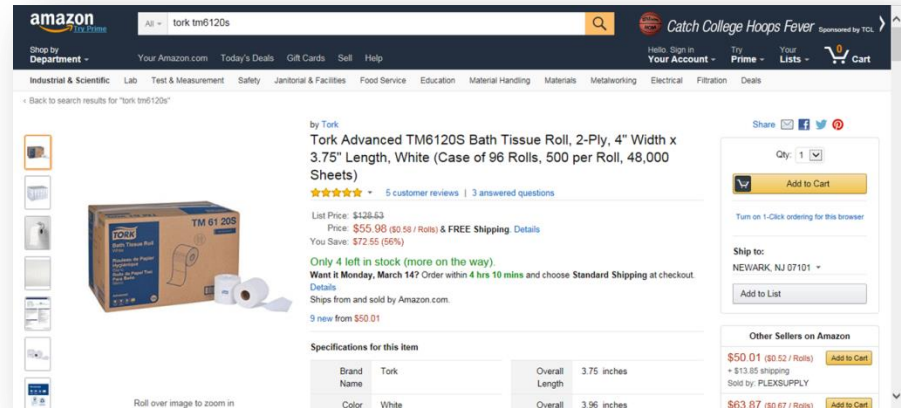 amazon
Try Prime
All
tork tm6120s
Catch College Hoops Fever Sponsored by TCL
Shop by
Department
Your Amazon.com Today's Deals Gift Cards Sell Help
Hello. Sign in
Your Account
Try
Prime
Your
Lists
0
Cart
Industrial & Scientific Lab Test & Measurement Safety Janitorial & Facilities Food Service Education Material Handling Materials Metalworking Electrical Filtration Deals
‹ Back to search results for "tork tm6120s"
by Tork
Tork Advanced TM6120S Bath Tissue Roll, 2-Ply, 4" Width x
3.75" Length, White (Case of 96 Rolls, 500 per Roll, 48,000
Sheets)
5 customer reviews | 3 answered questions
List Price: $128.53
Price: $55.98 ($0.58 / Rolls) & FREE Shipping. Details
You Save: $72.55 (56%)
Only 4 left in stock (more on the way).
Want it Monday, March 14? Order within 4 hrs 10 mins and choose Standard Shipping at checkout.
Details
Ships from and sold by Amazon.com.
9 new from $50.01
Specifications for this item
Brand Name
Tork
Overall Length
3.75 inches
Color
White
Overall
3.96 inches
TORK
TM 61 20S
Bath Tissue Roll
Roll over image to zoom in
Share
Qty: 1
Add to Cart
Turn on 1-Click ordering for this browser
Ship to:
NEWARK, NJ 07101
Add to List
Other Sellers on Amazon
$50.01 ($0.52 / Rolls)
Add to Cart
+ $13.85 shipping
Sold by: PLEXSUPPLY
$63.87 ($0.67 / Rolls)
Add to Cart